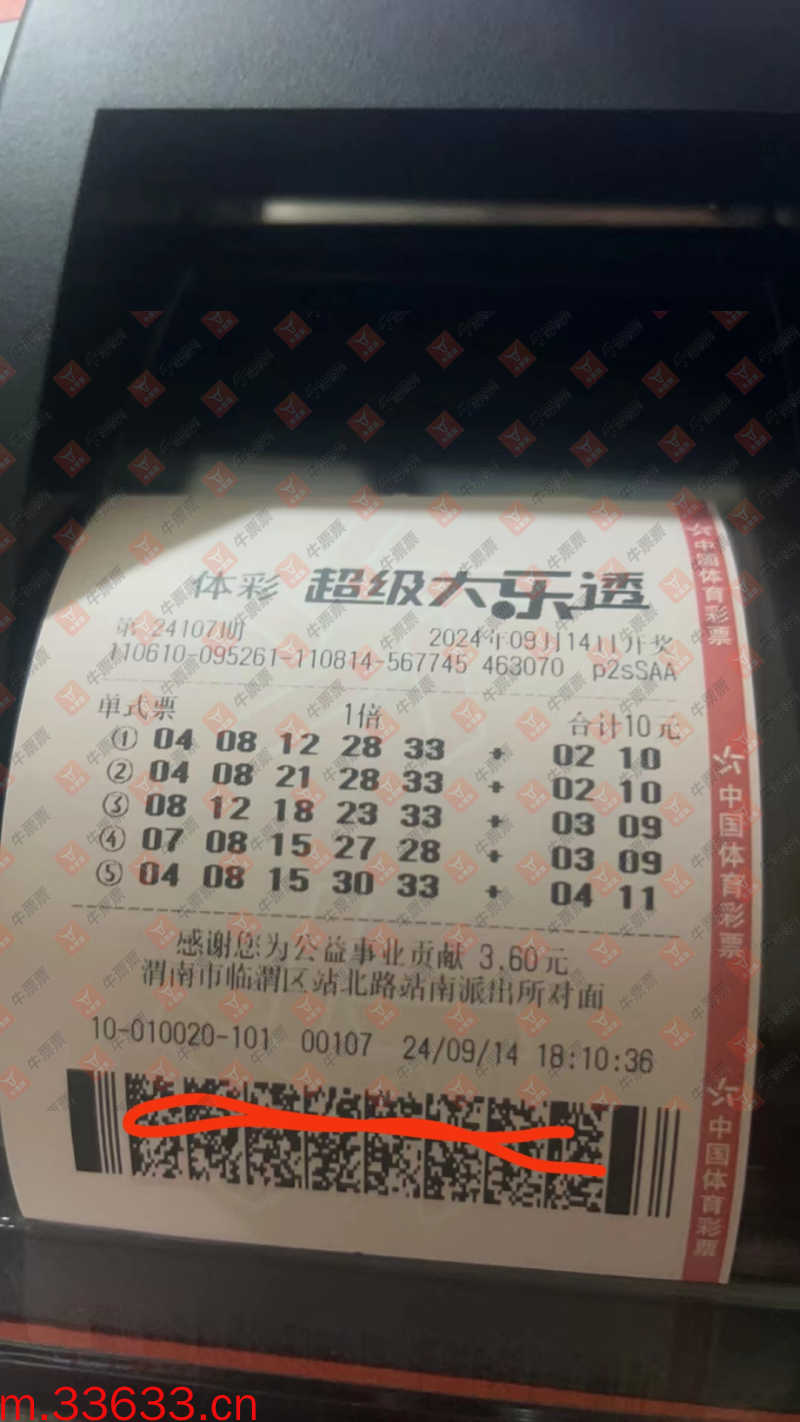 体彩 超级大乐透
第 24107期 2024年09月14日开奖
110610-095261-110814-567745 463070 p2sSAA
单式票 1倍 合计10元
① 04 08 12 28 33 + 02 10
② 04 08 21 28 33 + 02 10
③ 08 12 18 23 33 + 03 09
④ 07 08 15 27 28 + 03 09
⑤ 04 08 15 30 33 + 04 11
感谢您为公益事业贡献 3.60元
渭南市临渭区站北路站南派出所对面
10-010020-101 00107 24/09/14 18:10:36
中国体育彩票
中国体育彩票
中国体育彩票
牛票票
m.33633.cn